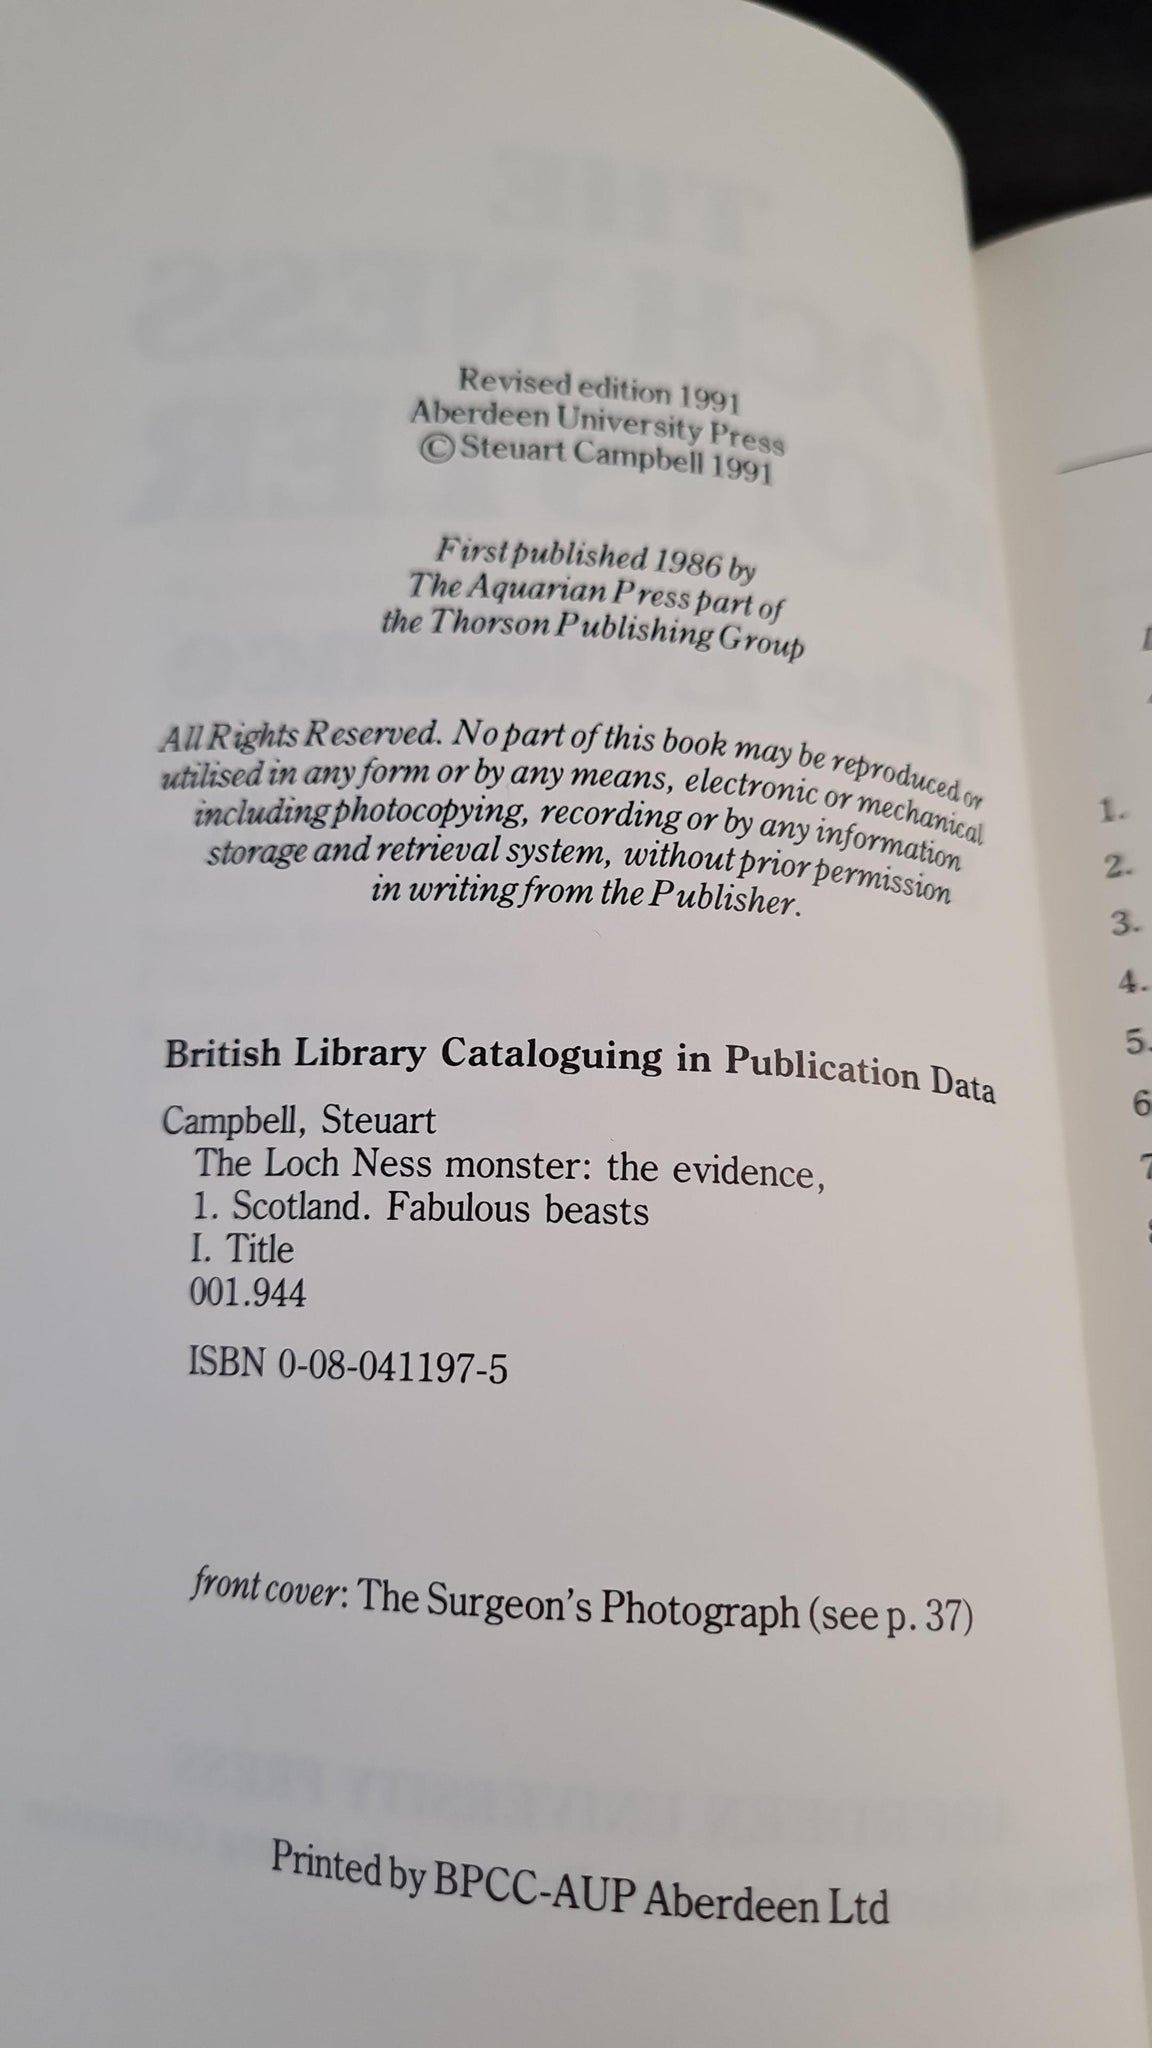 Revised edition 1991
Aberdeen University Press
© Steuart Campbell 1991
First published 1986 by
The Aquarian Press part of
the Thorson Publishing Group
All Rights Reserved. No part of this book may be reproduced or
utilised in any form or by any means, electronic or mechanical
including photocopying, recording or by any information
storage and retrieval system, without prior permission
in writing from the Publisher.
British Library Cataloguing in Publication Data
Campbell, Steuart
The Loch Ness monster: the evidence,
1. Scotland. Fabulous beasts
I. Title
001.944
ISBN 0-08-041197-5
front cover: The Surgeon's Photograph (see p. 37)
Printed by BPCC-AUP Aberdeen Ltd
1.
2.
3.
4.
5.
6
7